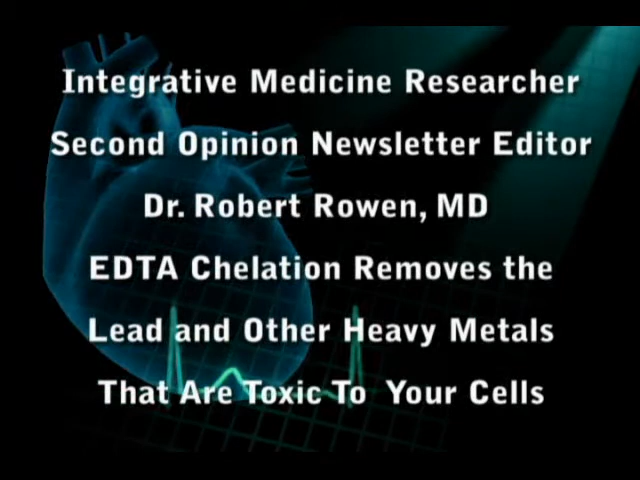 Integrative Medicine Researcher
Second Opinion Newsletter Editor
Dr. Robert Rowen, MD
EDTA Chelation Removes the
Lead and Other Heavy Metals
That Are Toxic To Your Cells